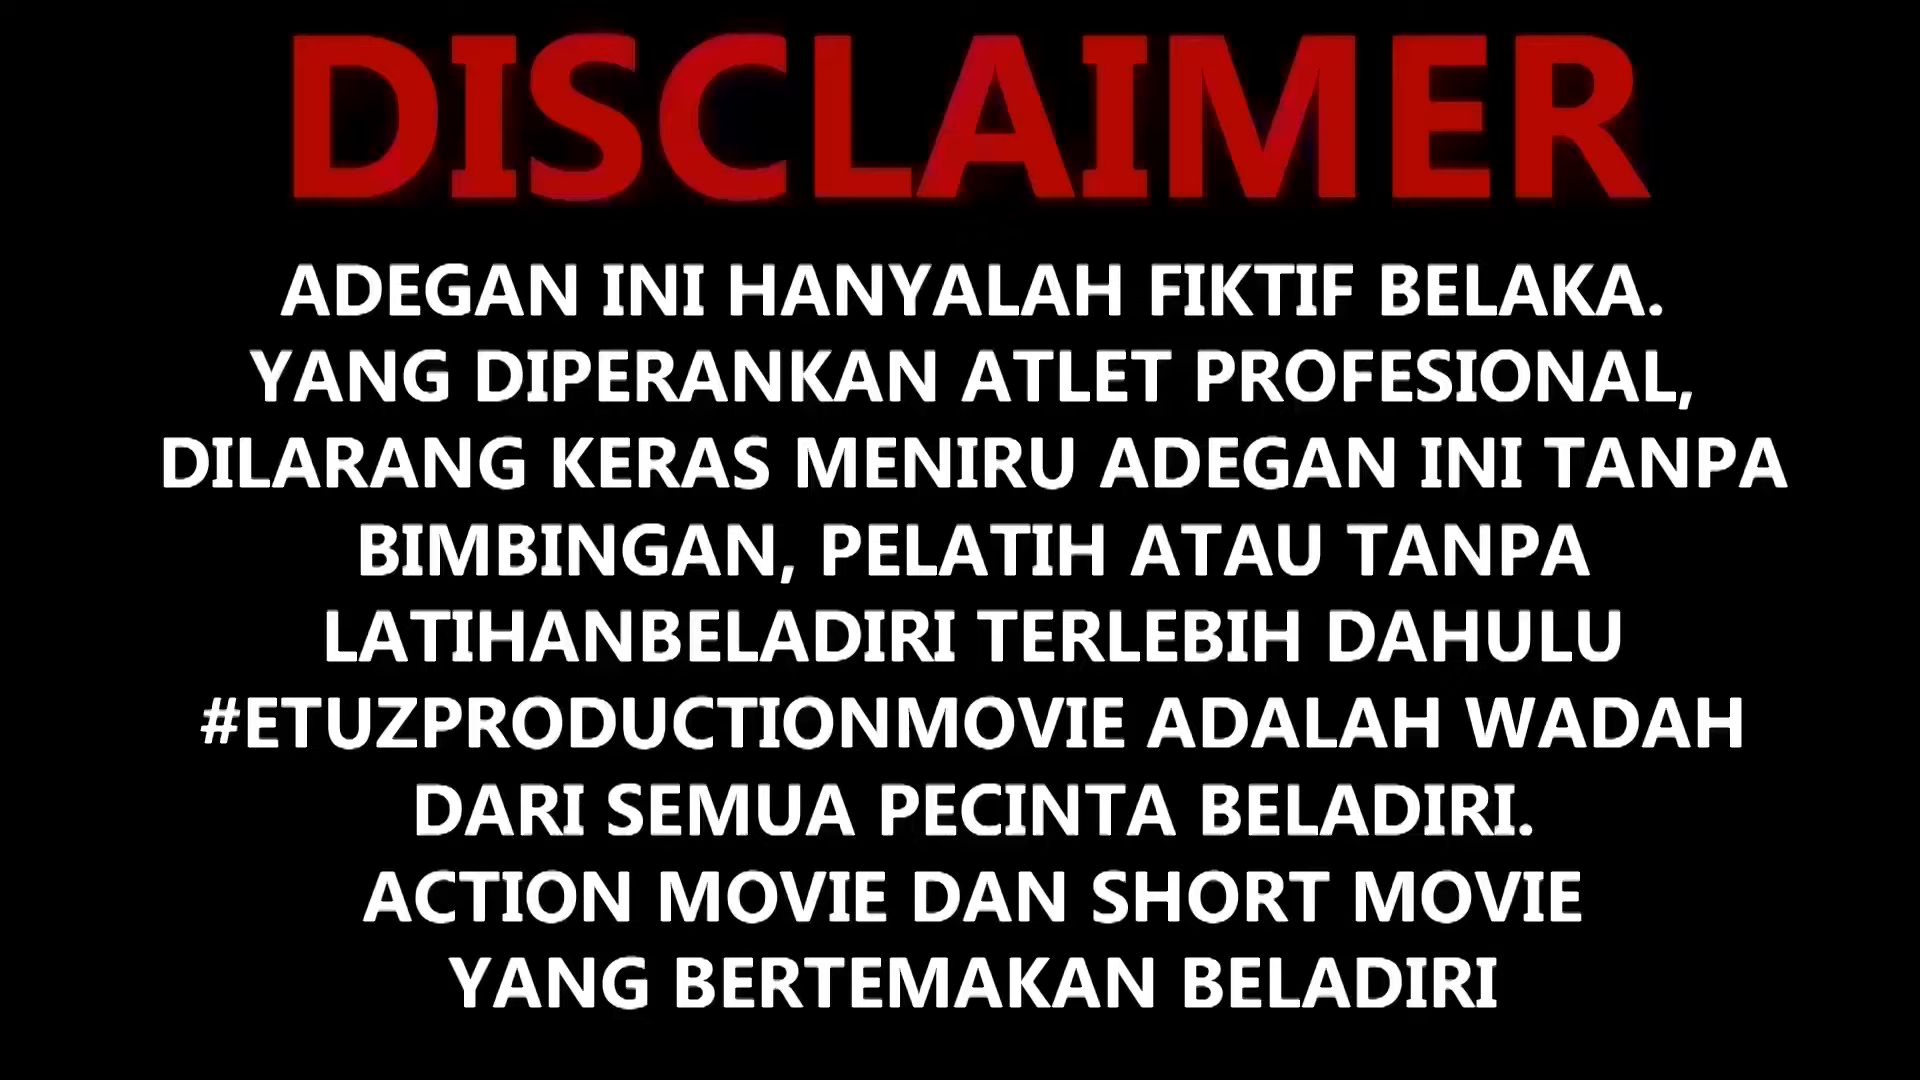 DISCLAIMER
ADEGAN INI HANYALAH FIKTIF BELAKA.
YANG DIPERANKAN ATLET PROFESIONAL,
DILARANG KERAS MENIRU ADEGAN INI TANPA
BIMBINGAN, PELATIH ATAU TANPA
LATIHANBELADIRI TERLEBIH DAHULU
#ETUZPRODUCTIONMOVIE ADALAH WADAH
DARI SEMUA PECINTA BELADIRI.
ACTION MOVIE DAN SHORT MOVIE
YANG BERTEMAKAN BELADIRI